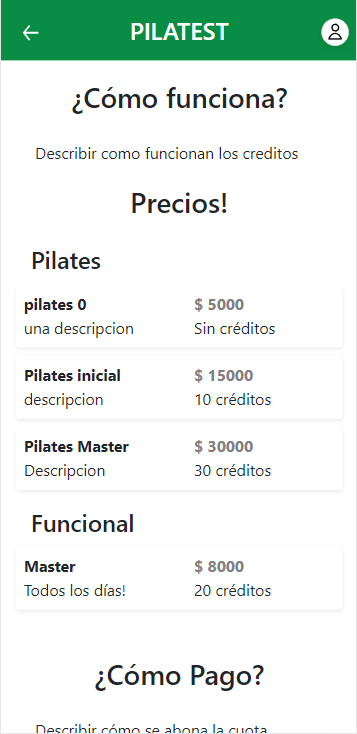 PILATEST
¿Cómo funciona?
Describir como funcionan los creditos
Precios!
Pilates
pilates 0 $ 5000
una descripcion Sin créditos
Pilates inicial $ 15000
descripcion 10 créditos
Pilates Master $ 30000
Descripcion 30 créditos
Funcional
Master $ 8000
Todos los días! 20 créditos
¿Cómo Pago?
Describir cómo se abona la cuota